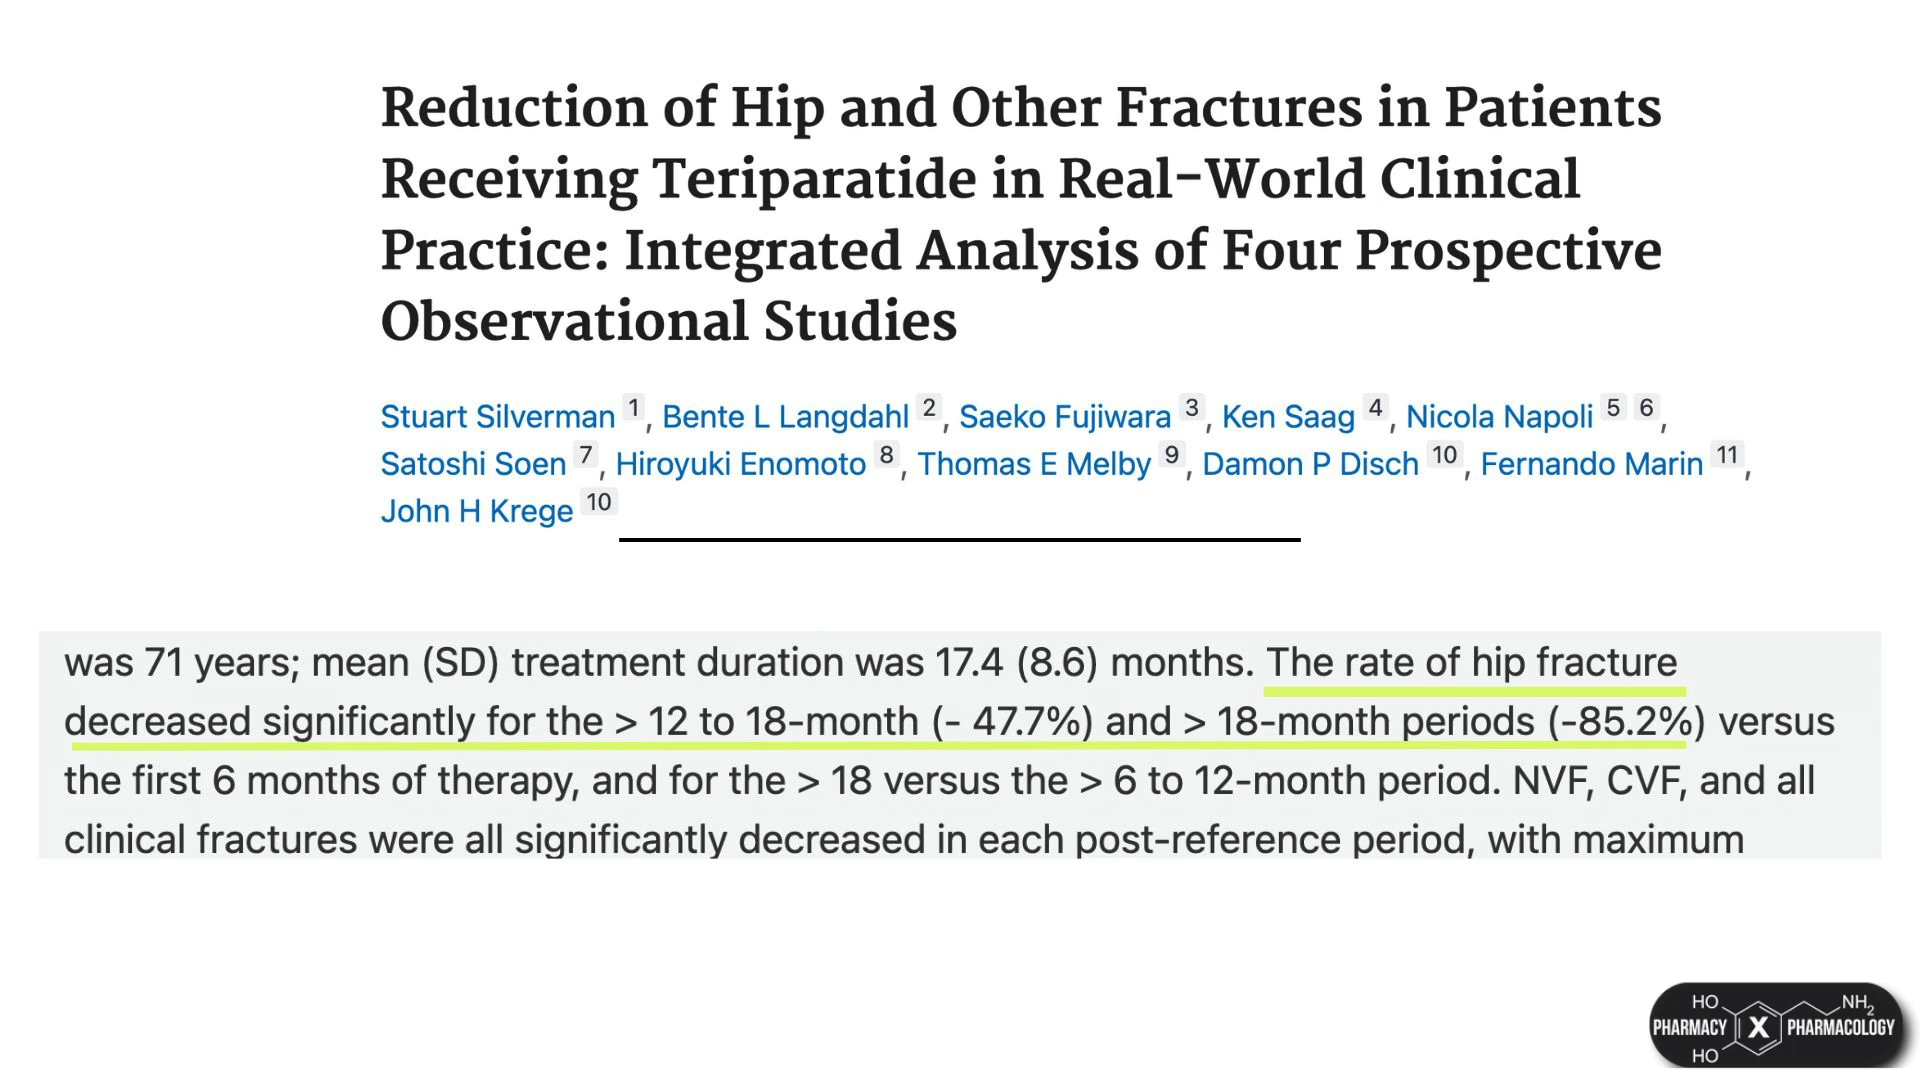 Reduction of Hip and Other Fractures in Patients
Receiving Teriparatide in Real-World Clinical
Practice: Integrated Analysis of Four Prospective
Observational Studies
Stuart Silverman 1, Bente L Langdahl 2, Saeko Fujiwara 3, Ken Saag 4, Nicola Napoli 5 6,
Satoshi Soen 7, Hiroyuki Enomoto 8, Thomas E Melby 9, Damon P Disch 10, Fernando Marin 11,
John H Krege 10
was 71 years; mean (SD) treatment duration was 17.4 (8.6) months. The rate of hip fracture
decreased significantly for the > 12 to 18-month (- 47.7%) and > 18-month periods (-85.2%) versus
the first 6 months of therapy, and for the > 18 versus the > 6 to 12-month period. NVF, CVF, and all
clinical fractures were all significantly decreased in each post-reference period, with maximum
HO NH2
PHARMACY X PHARMACOLOGY
HO